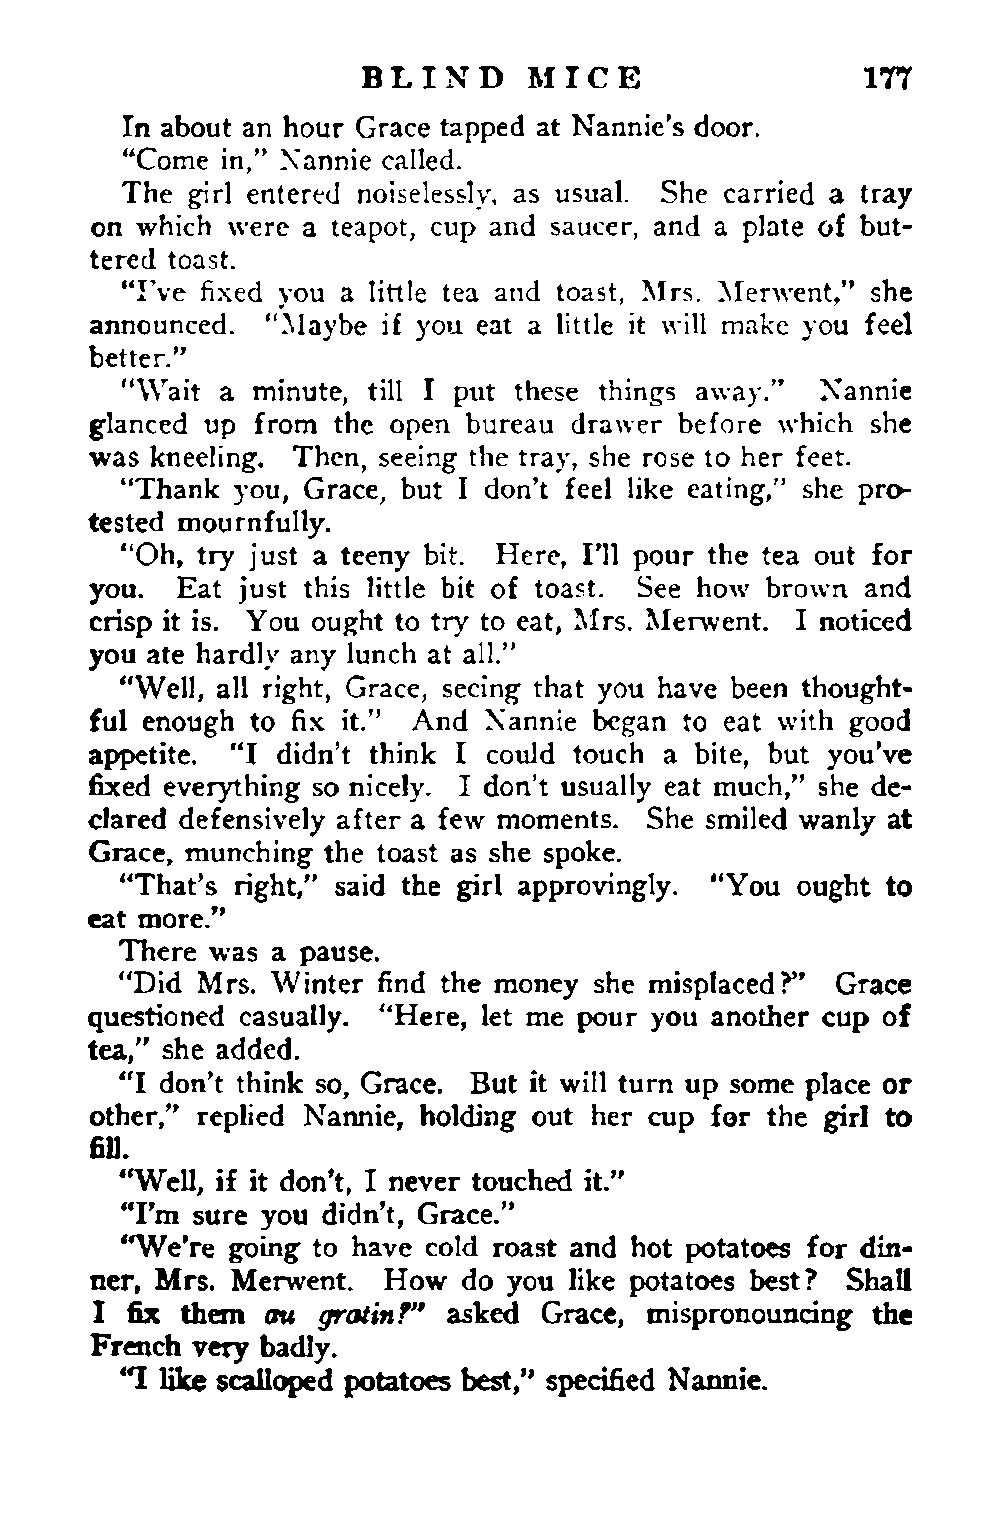 BLIND MICE 177
In about an hour Grace tapped at Nannie's door.
“Come in,” Nannie called.
The girl entered noiselessly, as usual. She carried a tray
on which were a teapot, cup and saucer, and a plate of but-
tered toast.
“I've fixed you a little tea and toast, Mrs. Merwent,” she
announced. “Maybe if you eat a little it will make you feel
better.”
“Wait a minute, till I put these things away.” Nannie
glanced up from the open bureau drawer before which she
was kneeling. Then, seeing the tray, she rose to her feet.
“Thank you, Grace, but I don't feel like eating,” she pro-
tested mournfully.
“Oh, try just a teeny bit. Here, I'll pour the tea out for
you. Eat just this little bit of toast. See how brown and
crisp it is. You ought to try to eat, Mrs. Merwent. I noticed
you ate hardly any lunch at all.”
“Well, all right, Grace, seeing that you have been thought-
ful enough to fix it.” And Nannie began to eat with good
appetite. “I didn't think I could touch a bite, but you've
fixed everything so nicely. I don't usually eat much,” she de-
clared defensively after a few moments. She smiled wanly at
Grace, munching the toast as she spoke.
“That's right,” said the girl approvingly. “You ought to
eat more.”
There was a pause.
“Did Mrs. Winter find the money she misplaced?” Grace
questioned casually. “Here, let me pour you another cup of
tea,” she added.
“I don't think so, Grace. But it will turn up some place or
other,” replied Nannie, holding out her cup for the girl to
fill.
“Well, if it don't, I never touched it.”
“I'm sure you didn't, Grace.”
“We're going to have cold roast and hot potatoes for din-
ner, Mrs. Merwent. How do you like potatoes best? Shall
I fix them au gratin?” asked Grace, mispronouncing the
French very badly.
“I like scalloped potatoes best,” specified Nannie.